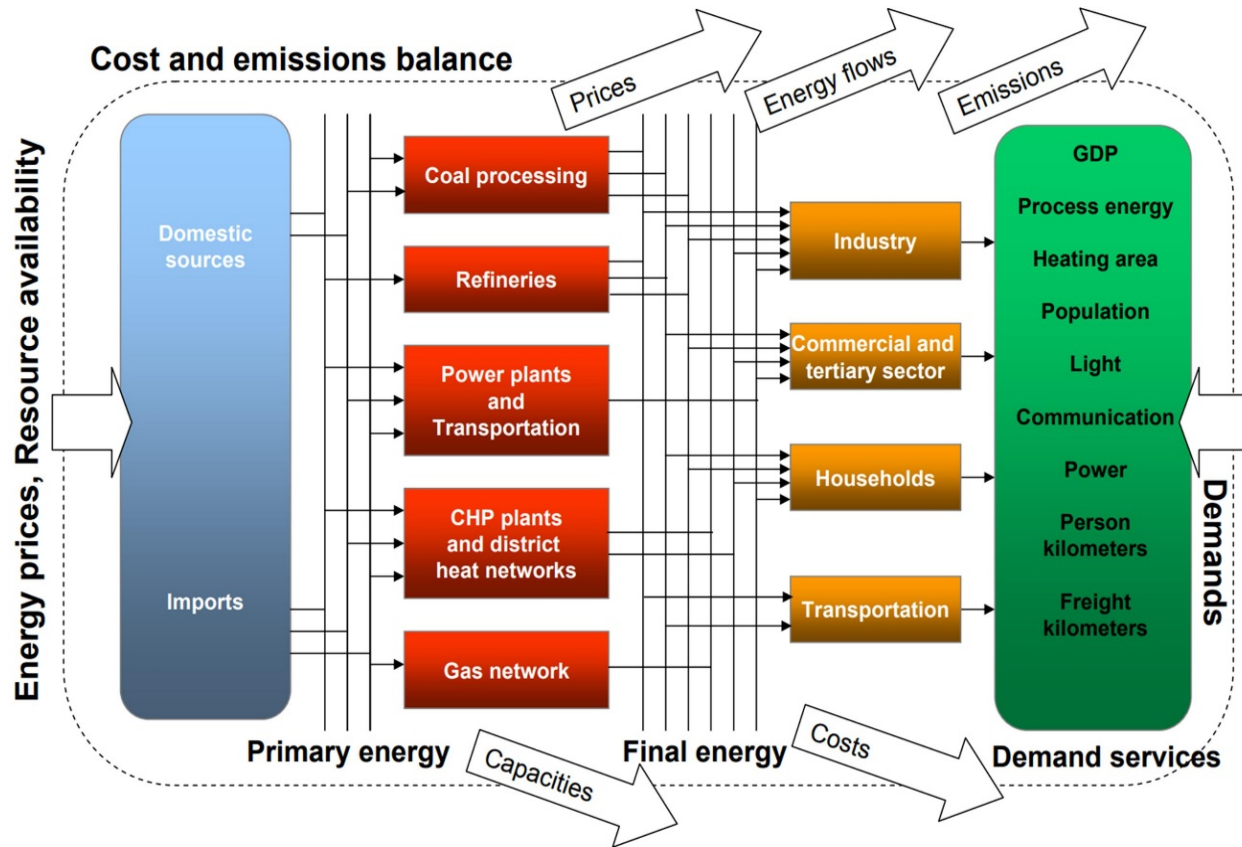 Cost and emissions balance
Prices
Energy flows
Emissions
Energy prices, Resource availability
Domestic
sources
Imports
Primary energy
Coal processing
Refineries
Power plants
and
Transportation
CHP plants
and district
heat networks
Gas network
Capacities
Final energy
Industry
Commercial and
tertiary sector
Households
Transportation
Costs
GDP
Process energy
Heating area
Population
Light
Communication
Power
Person
kilometers
Freight
kilometers
Demand services
Demands